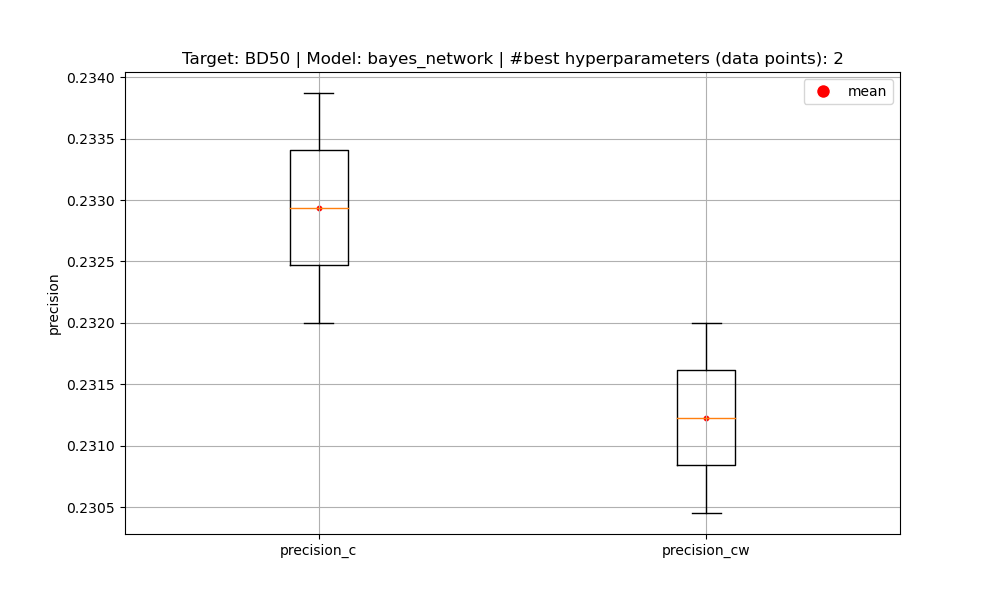 Target: BD50 | Model: bayes_network | #best hyperparameters (data points): 2
mean
0.2340
0.2335
0.2330
0.2325
0.2320
0.2315
0.2310
0.2305
precision
precision_c
precision_cw